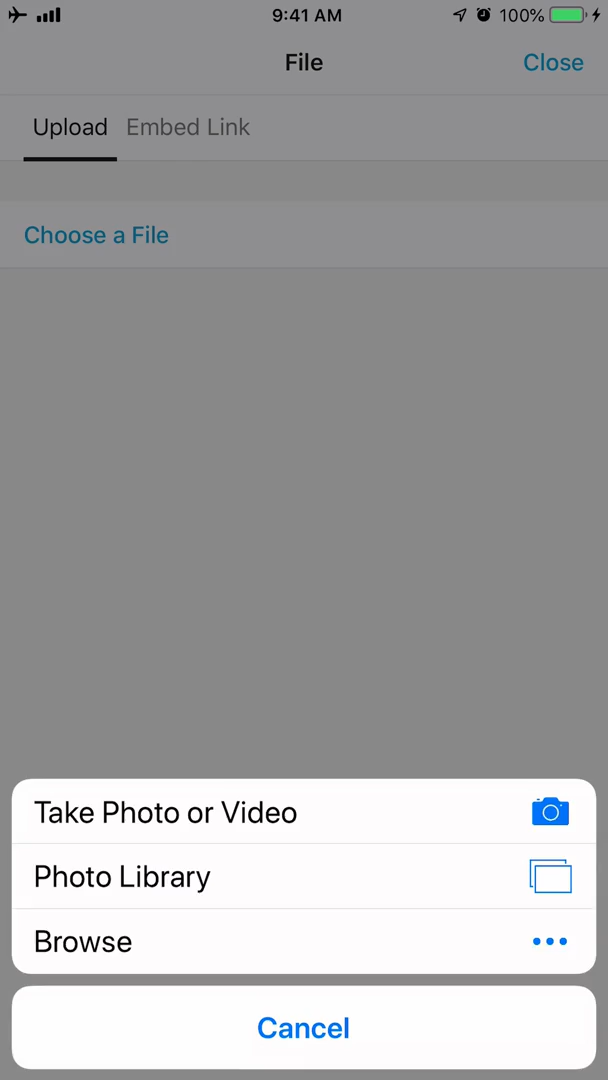 9:41 AM
100%
File
Close
Upload
Embed Link
Choose a File
Take Photo or Video
Photo Library
Browse
Cancel